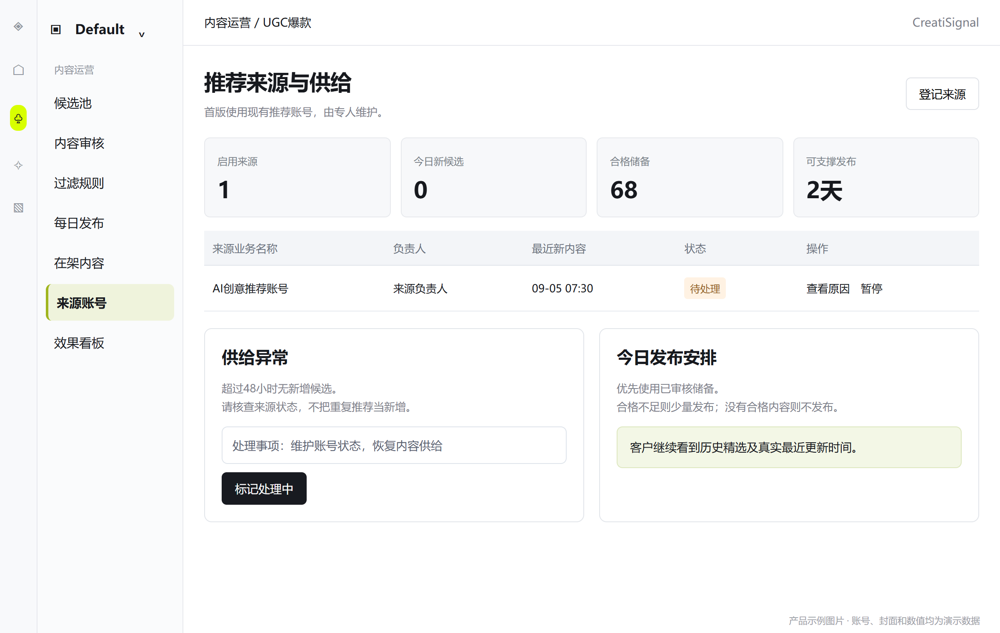 Default
内容运营
候选池
内容审核
过滤规则
每日发布
在架内容
来源账号
效果看板
内容运营 / UGC爆款
CreatiSignal
推荐来源与供给
首版使用现有推荐账号，由专人维护。
登记来源
启用来源
1
今日新候选
0
合格储备
68
可支撑发布
2天
来源业务名称 负责人 最近新内容 状态 操作
AI创意推荐账号 来源负责人 09-05 07:30 待处理 查看原因 暂停
供给异常
超过48小时无新增候选。
请核查来源状态，不把重复推荐当新增。
处理事项：维护账号状态，恢复内容供给
标记处理中
今日发布安排
优先使用已审核储备。
合格不足则少量发布；没有合格内容则不发布。
客户继续看到历史精选及真实最近更新时间。
产品示例图片 · 账号、封面和数值均为演示数据